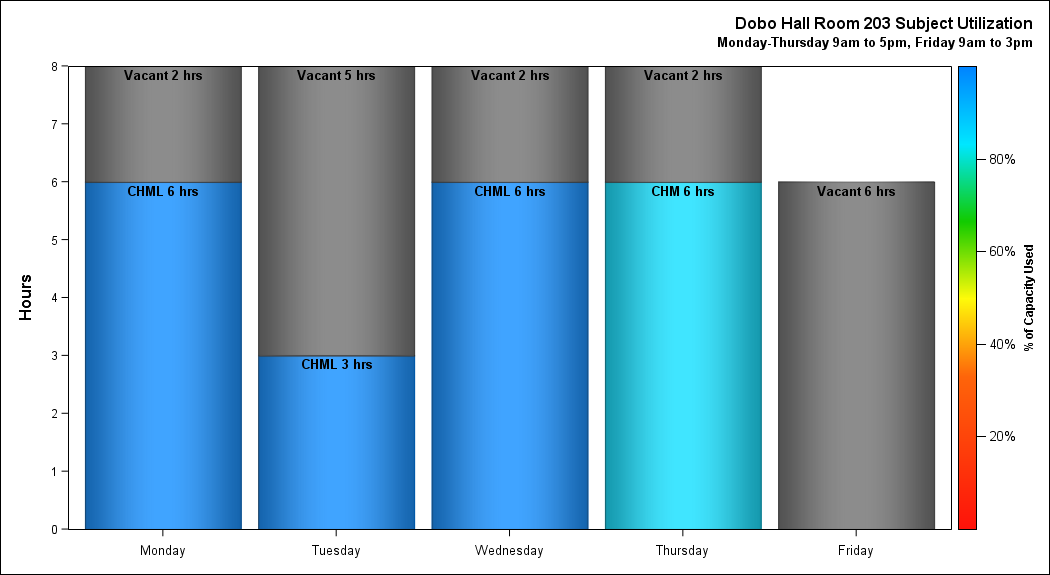 Dobo Hall Room 203 Subject Utilization
Monday-Thursday 9am to 5pm, Friday 9am to 3pm
Hours
8
7
6
5
4
3
2
1
0
Vacant 2 hrs
CHML 6 hrs
Vacant 5 hrs
CHML 3 hrs
Vacant 2 hrs
CHML 6 hrs
Vacant 2 hrs
CHM 6 hrs
Vacant 6 hrs
Monday
Tuesday
Wednesday
Thursday
Friday
80%
60%
40%
20%
% of Capacity Used